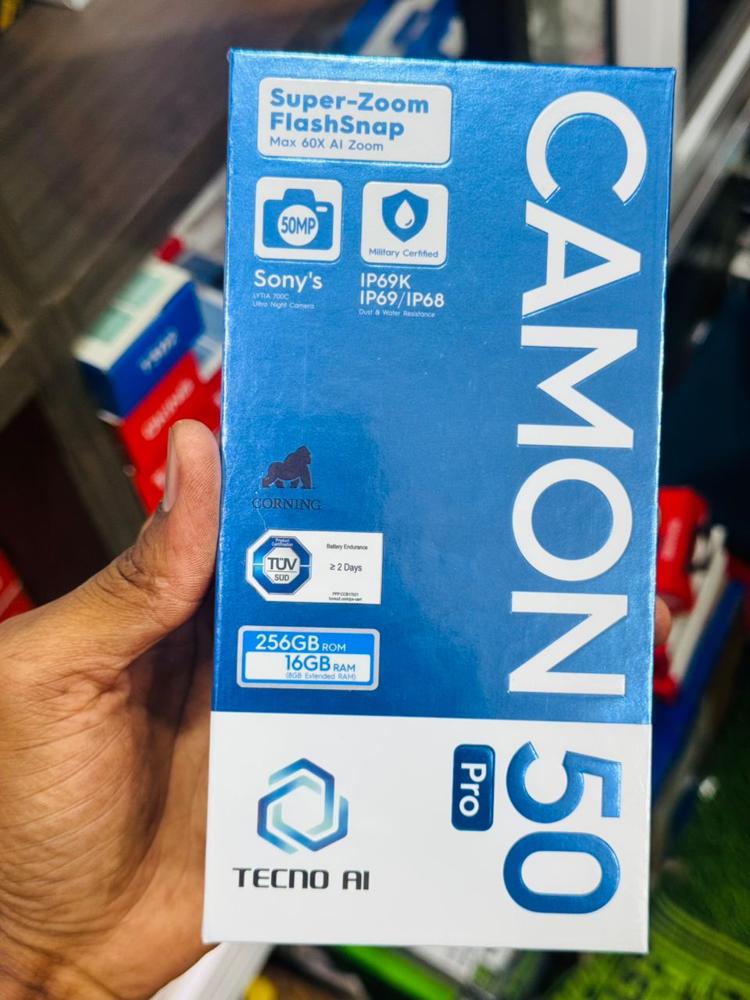 Super-Zoom
FlashSnap
Max 60X AI Zoom
50MP
Sony's
LYTIA 700C
Ultra Night Camera
Military Certified
IP69K
IP69/IP68
Dust & Water Resistance
CAMON 50
Pro
CORNING
Product
Certification
TÜV
SÜD
Battery Endurance
≥ 2 Days
256GB ROM
16GB RAM
(8GB Extended RAM)
TECNO AI